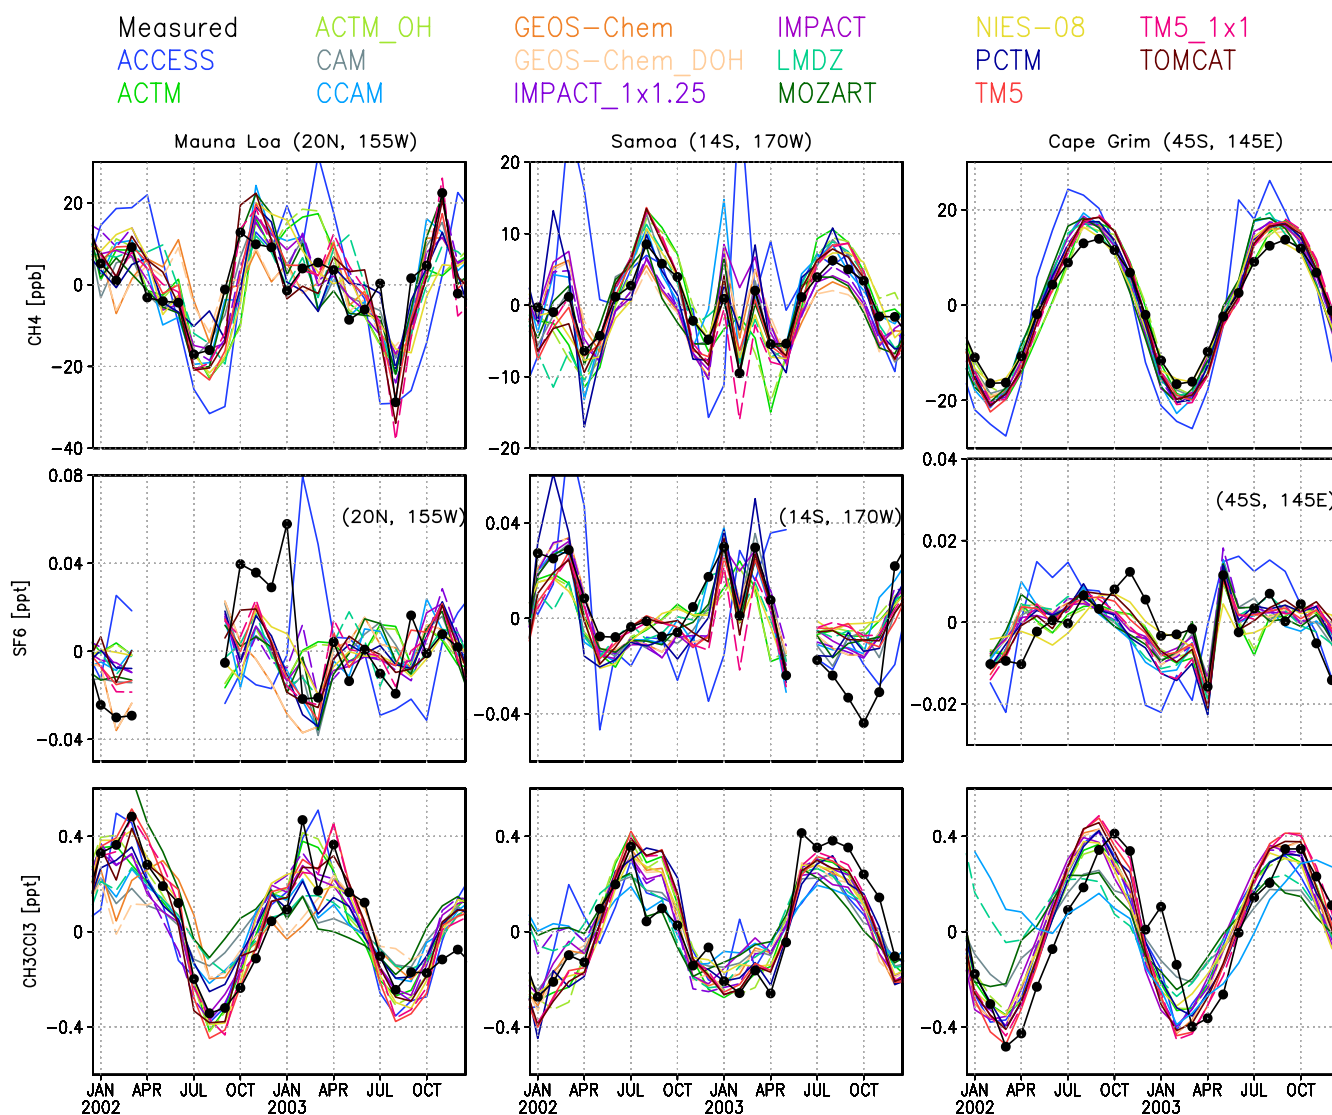 Measured ACTM_OH GEOS-Chem IMPACT NIES-08 TM5_1x1
ACCESS CAM GEOS-Chem_DOH LMDZ PCTM TOMCAT
ACTM CCAM IMPACT_1x1.25 MOZART TM5
Mauna Loa (20N, 155W) Samoa (14S, 170W) Cape Grim (45S, 145E)
CH4 [ppb]
20
0
-20
-40
20
10
0
-10
-20
20
0
-20
SF6 [ppt]
0.08
0.04
0
-0.04
(20N, 155W)
0.04
0
-0.04
(14S, 170W)
0.04
0.02
0
-0.02
(45S, 145E)
CH3CCl3 [ppt]
0.4
0
-0.4
0.4
0
-0.4
0.4
0
-0.4
JAN APR JUL OCT JAN APR JUL OCT JAN APR JUL OCT JAN APR JUL OCT JAN APR JUL OCT JAN APR JUL OCT
2002 2003 2002 2003 2002 2003